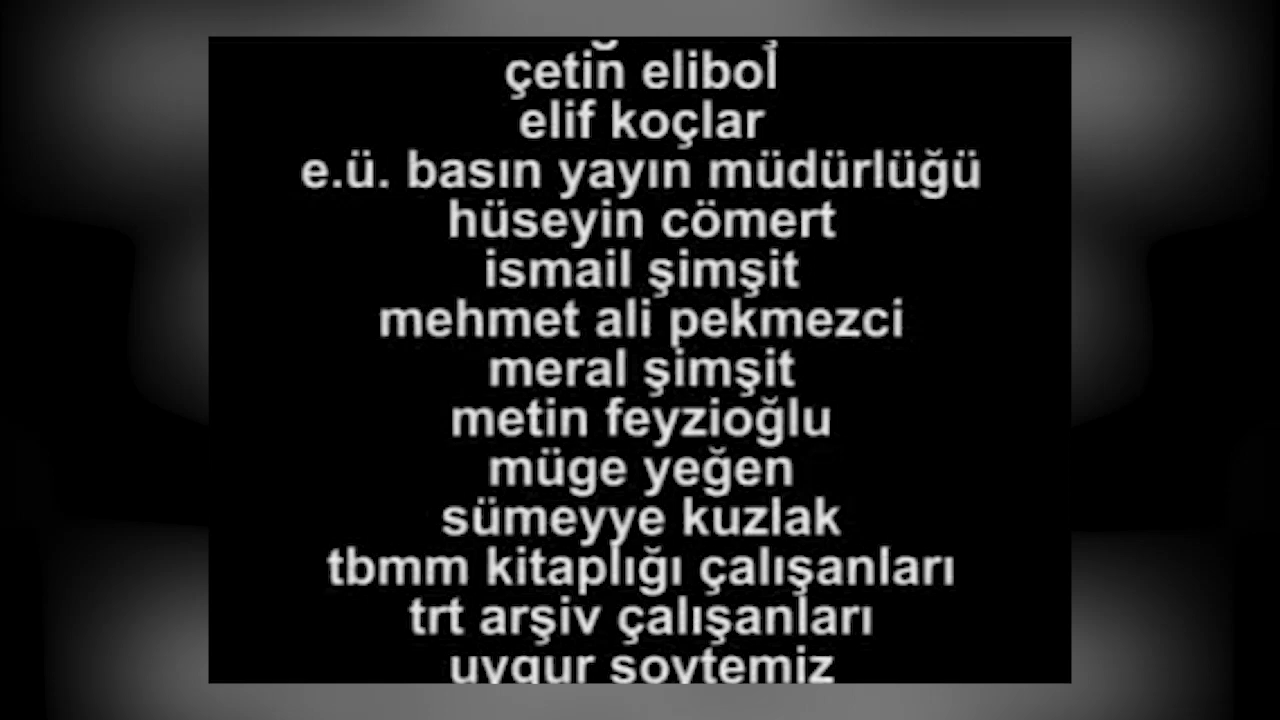 çetin elibol
elif koçlar
e.ü. basın yayın müdürlüğü
hüseyin cömert
ismail şimşit
mehmet ali pekmezci
meral şimşit
metin feyzioğlu
müge yeğen
sümeyye kuzlak
tbmm kitaplığı çalışanları
trt arşiv çalışanları
uygur soytemiz